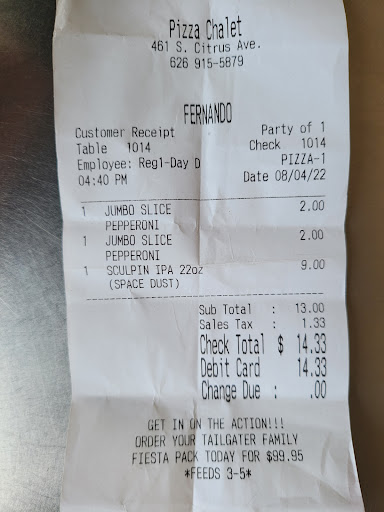 Pizza Chalet
461 S. Citrus Ave.
626 915-5879
FERNANDO
Customer Receipt Party of 1
Table 1014 Check 1014
Employee: Reg1-Day D PIZZA-1
04:40 PM Date 08/04/22
1 JUMBO SLICE 2.00
PEPPERONI
1 JUMBO SLICE 2.00
PEPPERONI
1 SCULPIN IPA 22oz 9.00
(SPACE DUST)
Sub Total : 13.00
Sales Tax : 1.33
Check Total $ 14.33
Debit Card 14.33
Change Due : .00
GET IN ON THE ACTION!!!
ORDER YOUR TAILGATER FAMILY
FIESTA PACK TODAY FOR $99.95
*FEEDS 3-5*